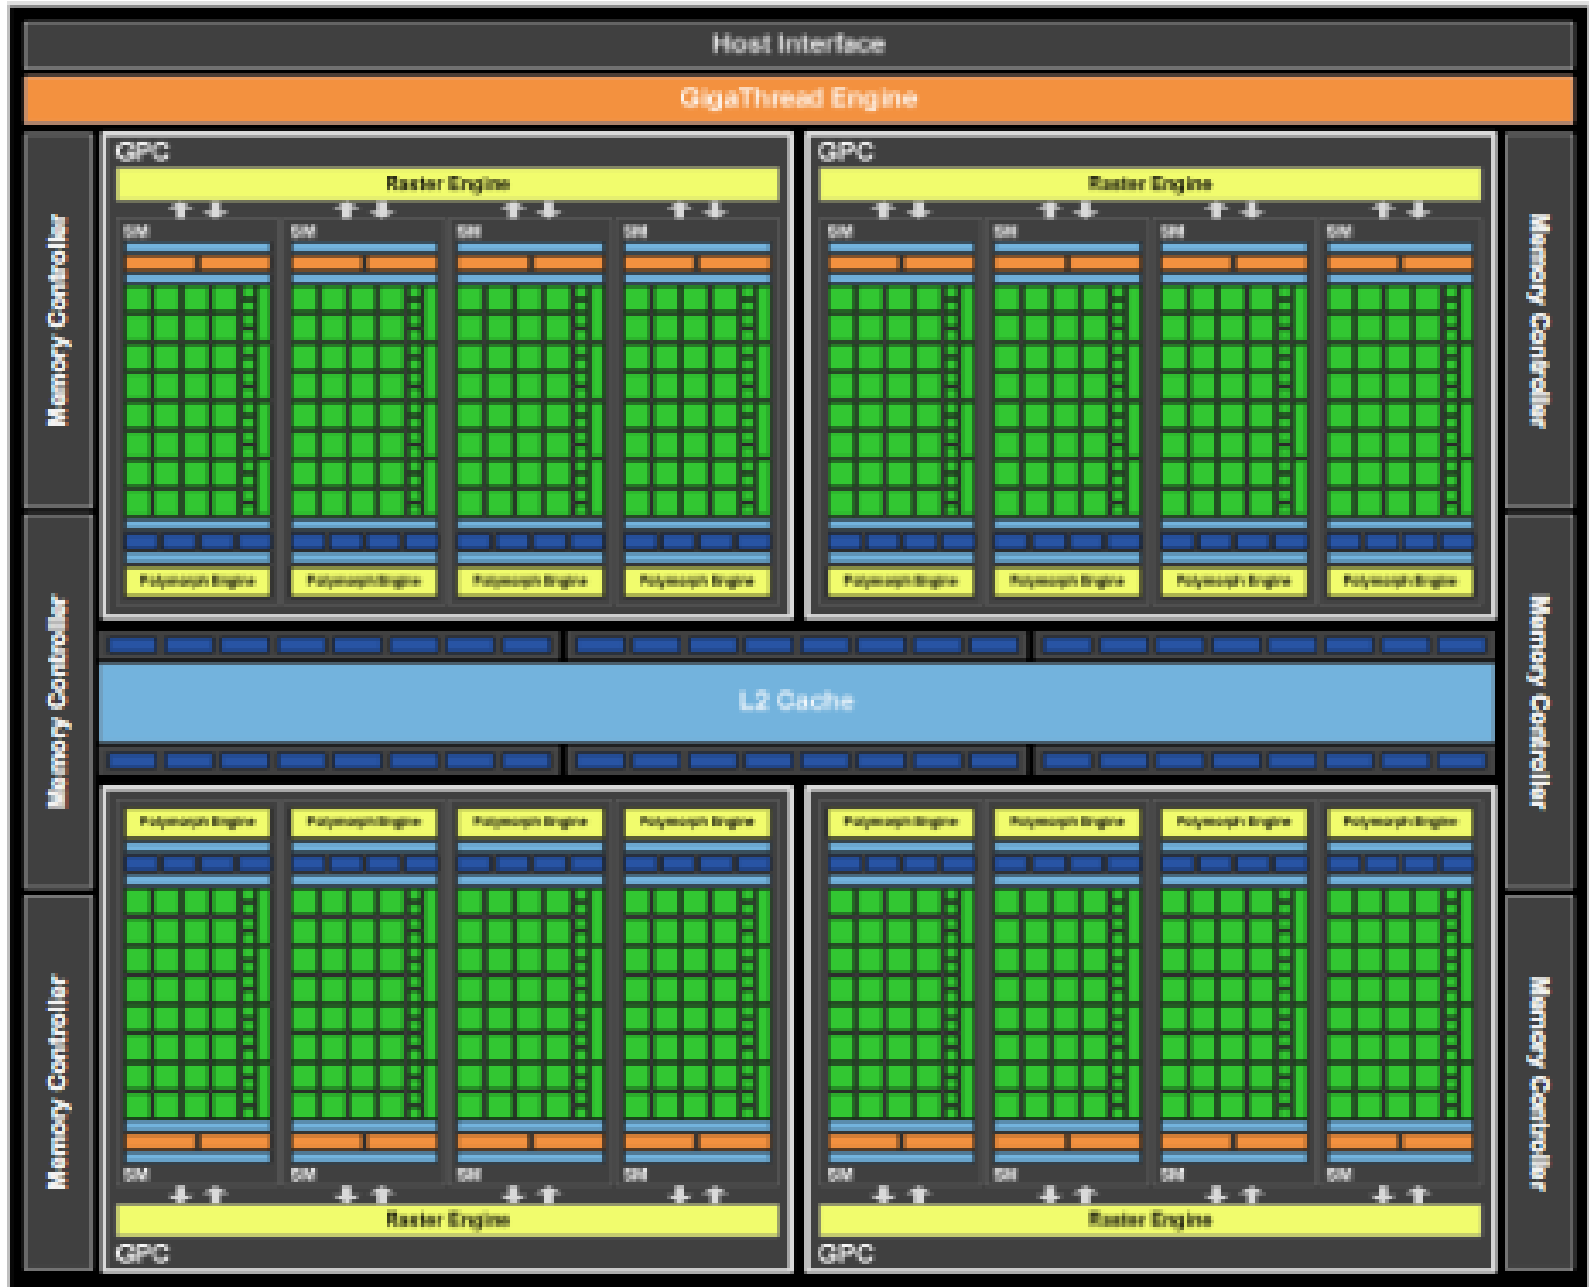 Host Interface
GigaThread Engine
GPC GPC
Raster Engine Raster Engine
SM SM SM SM SM SM SM SM
Memory Controller Memory Controller
Polymorph Engine Polymorph Engine Polymorph Engine Polymorph Engine Polymorph Engine Polymorph Engine Polymorph Engine Polymorph Engine
Memory Controller Memory Controller
L2 Cache
Polymorph Engine Polymorph Engine Polymorph Engine Polymorph Engine Polymorph Engine Polymorph Engine Polymorph Engine Polymorph Engine
Memory Controller Memory Controller
SM SM SM SM SM SM SM SM
Raster Engine Raster Engine
GPC GPC